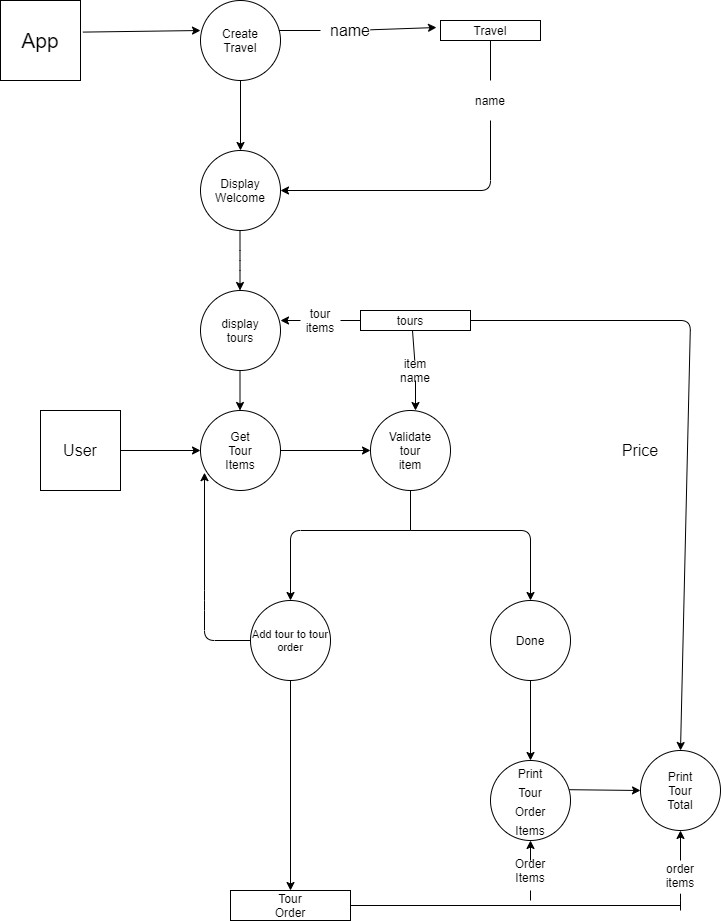 App
Create
Travel
name
Travel
name
Display
Welcome
display
tours
tour
items
tours
item
name
User
Get
Tour
Items
Validate
tour
item
Price
Add tour to tour
order
Done
Print
Tour
Order
Items
Print
Tour
Total
Order
Items
order
items
Tour
Order